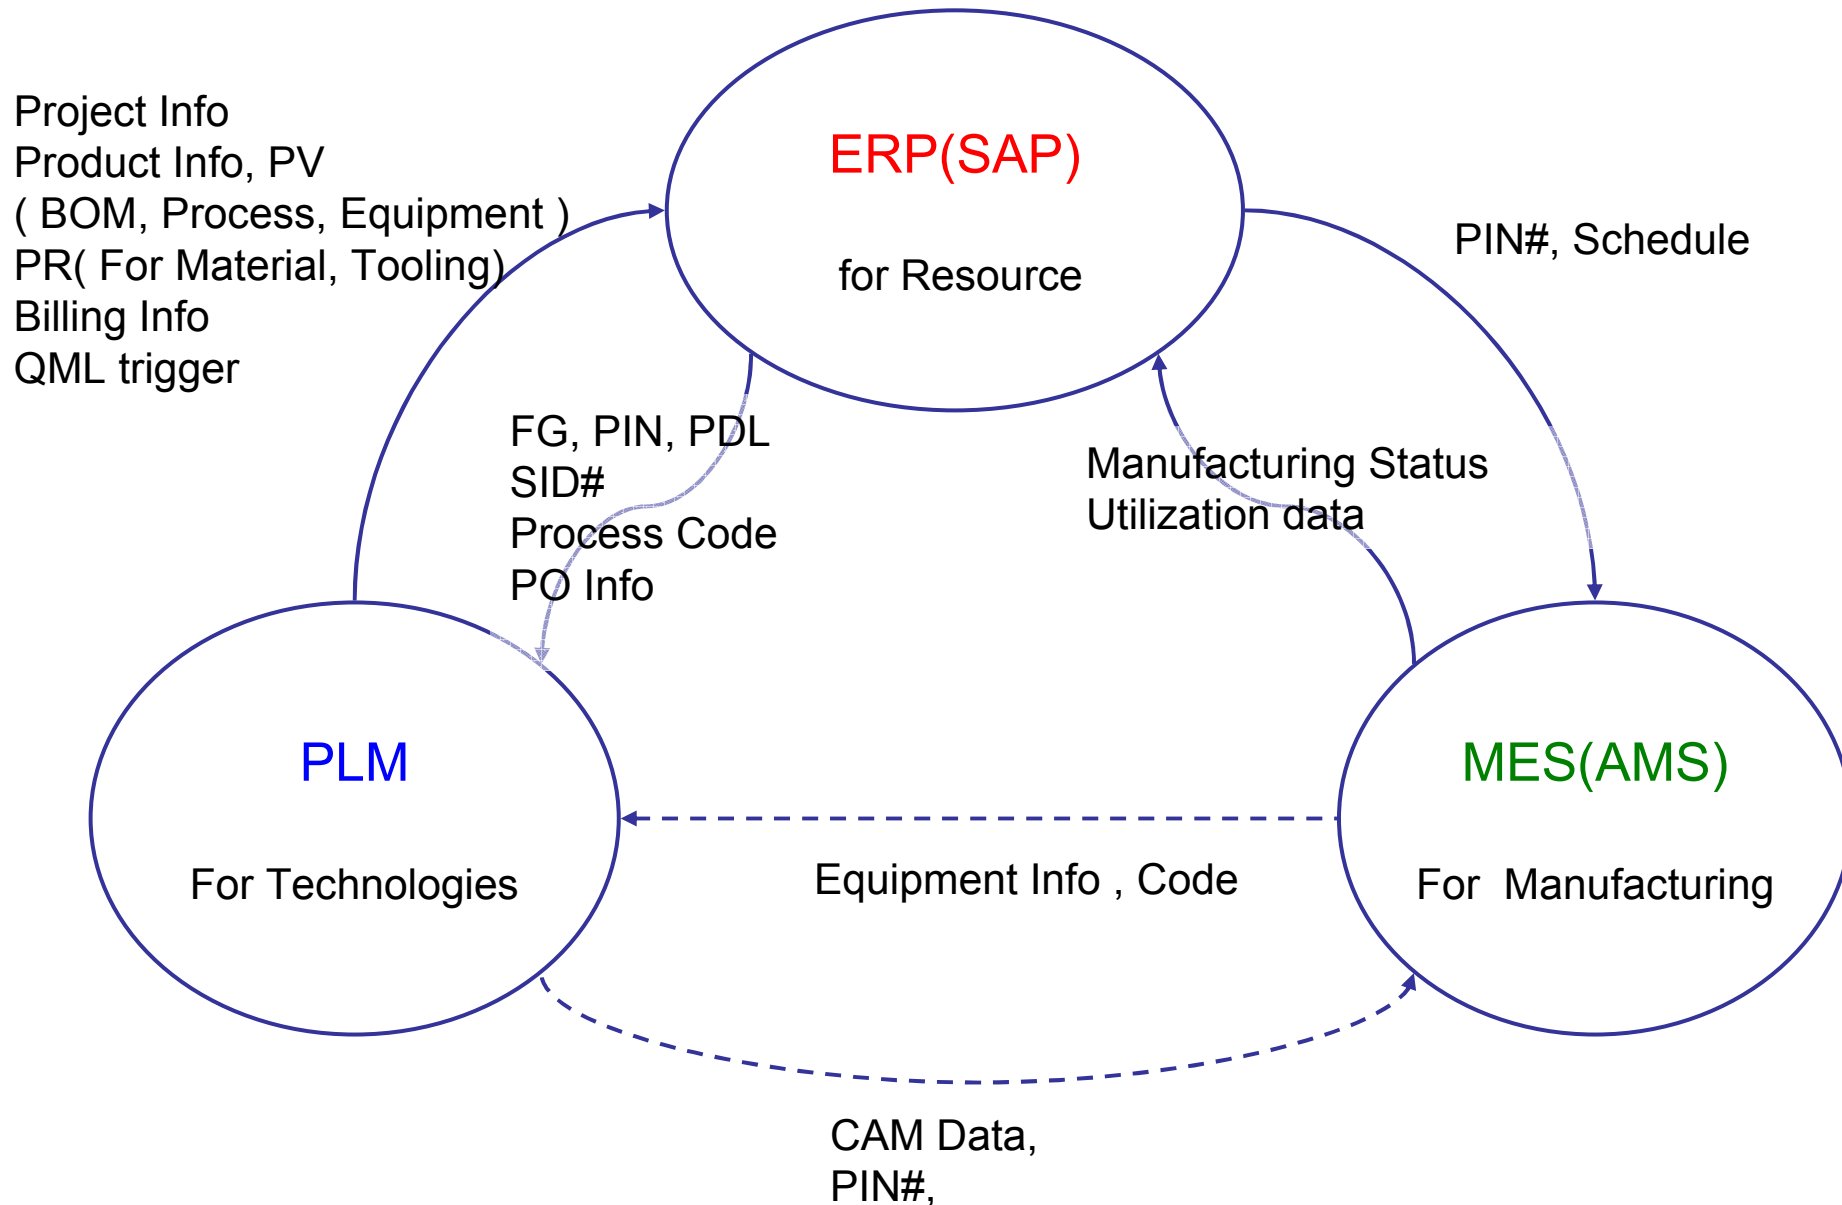 Project Info
Product Info, PV
( BOM, Process, Equipment )
PR( For Material, Tooling)
Billing Info
QML trigger
ERP(SAP)
for Resource
PIN#, Schedule
FG, PIN, PDL
SID#
Process Code
PO Info
Manufacturing Status
Utilization data
PLM
For Technologies
MES(AMS)
For  Manufacturing
Equipment Info , Code
CAM Data,
PIN#,